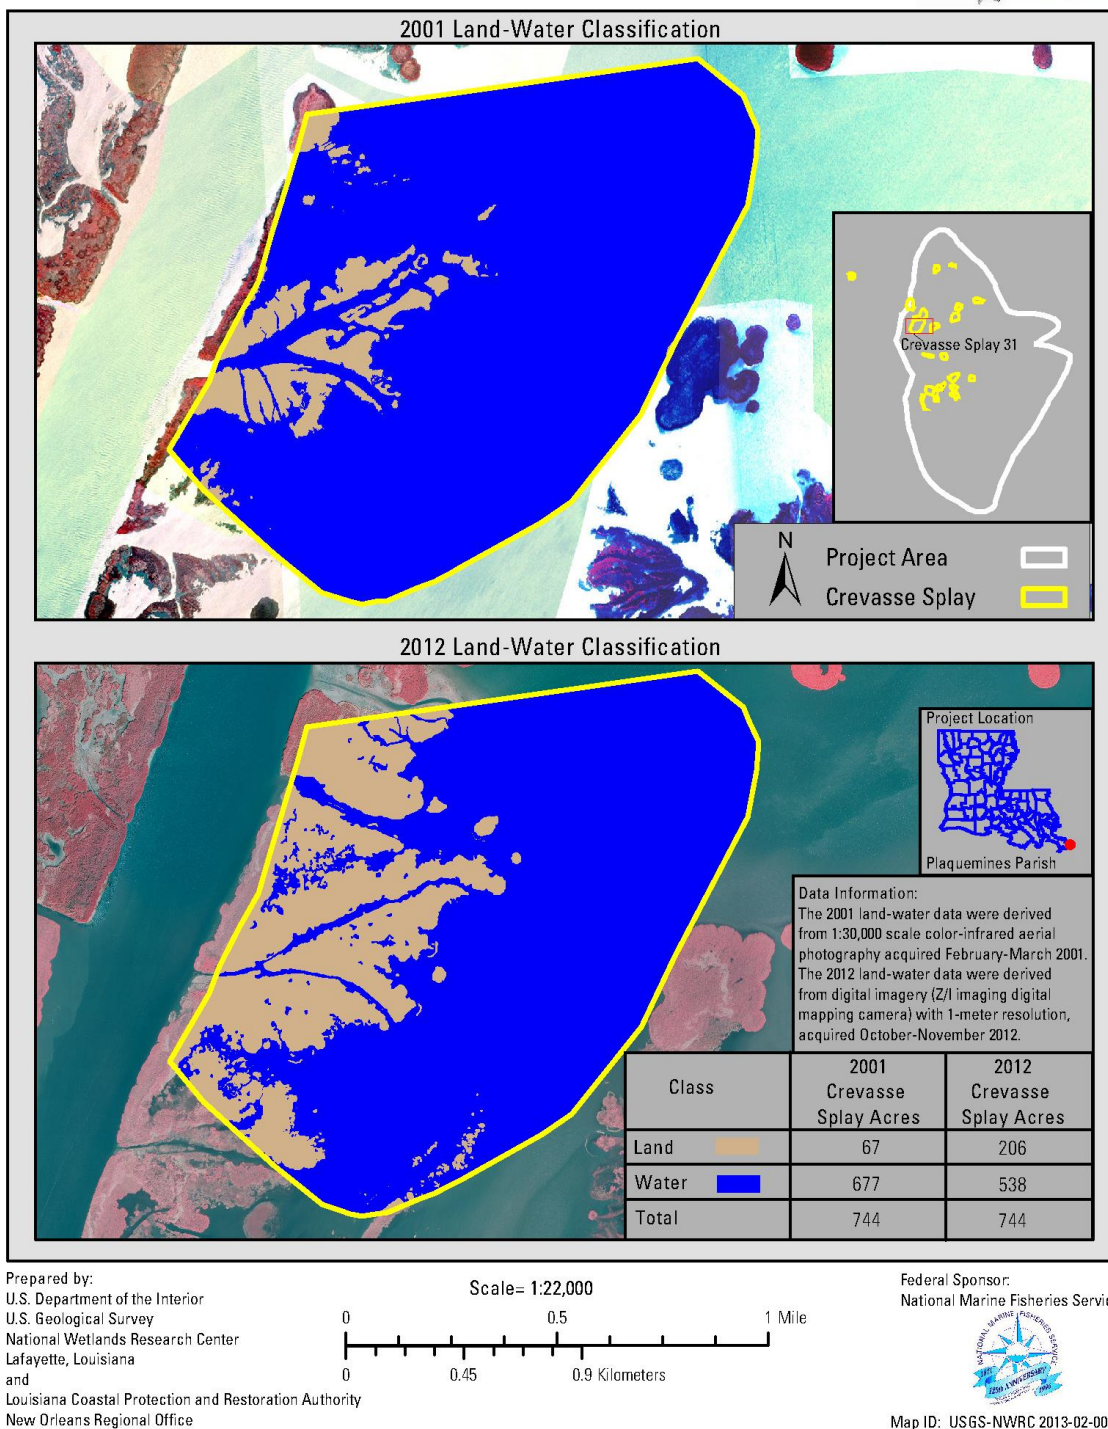 2001 Land-Water Classification
Crevasse Splay 31
N
Project Area
Crevasse Splay
2012 Land-Water Classification
Project Location
Plaquemines Parish
Data Information:
The 2001 land-water data were derived
from 1:30,000 scale color-infrared aerial
photography acquired February-March 2001.
The 2012 land-water data were derived
from digital imagery (Z/I imaging digital
mapping camera) with 1-meter resolution,
acquired October-November 2012.
Class
2001
Crevasse
Splay Acres
2012
Crevasse
Splay Acres
Land 67 206
Water 677 538
Total 744 744
Prepared by:
U.S. Department of the Interior
U.S. Geological Survey
National Wetlands Research Center
Lafayette, Louisiana
and
Louisiana Coastal Protection and Restoration Authority
New Orleans Regional Office
Scale= 1:22,000
0 0.5 1 Mile
0 0.45 0.9 Kilometers
Federal Sponsor:
National Marine Fisheries Servi
NATIONAL MARINE FISHERIES SERVICE
125th ANNIVERSARY
Map ID: USGS-NWRC 2013-02-00